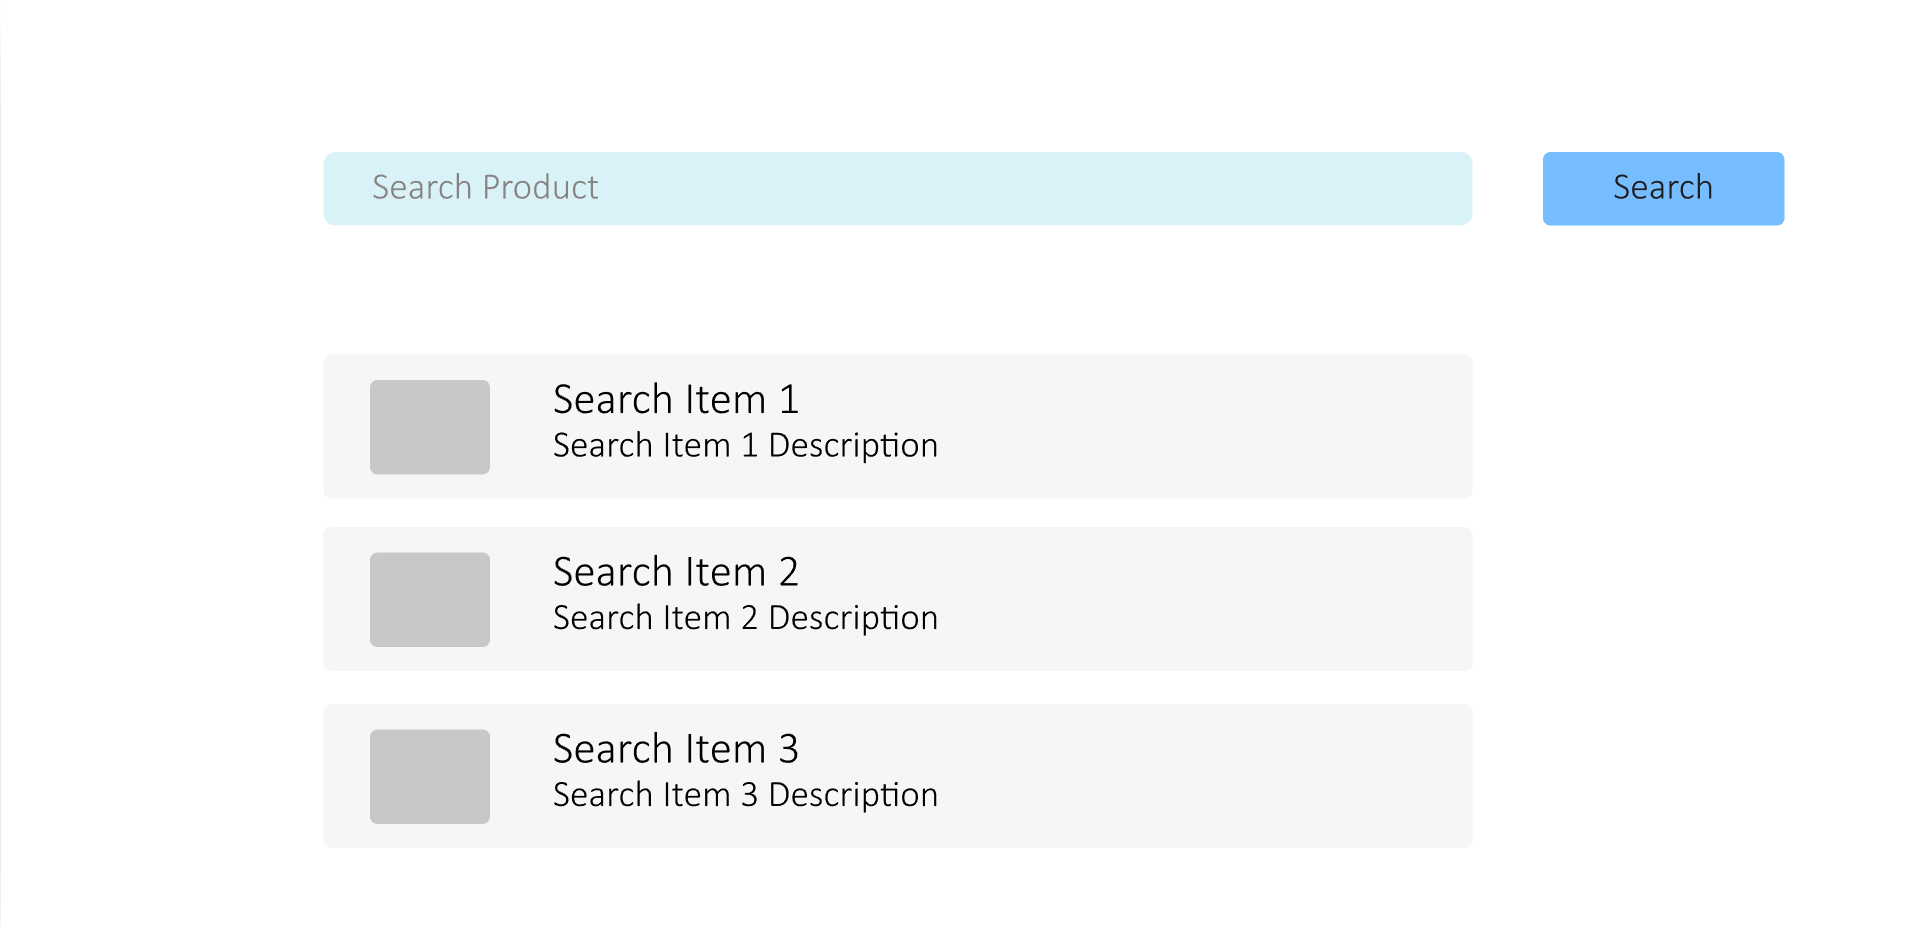 Search Product
Search
Search Item 1
Search Item 1 Description
Search Item 2
Search Item 2 Description
Search Item 3
Search Item 3 Description